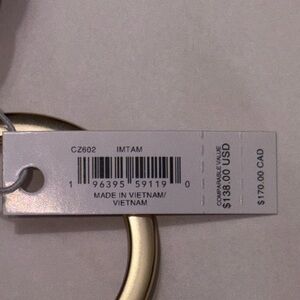 CZ602 IMTAM
1 96395 59119 0
MADE IN VIETNAM/
VIETNAM
COMPARABLE VALUE
$138.00 USD
$170.00 CAD